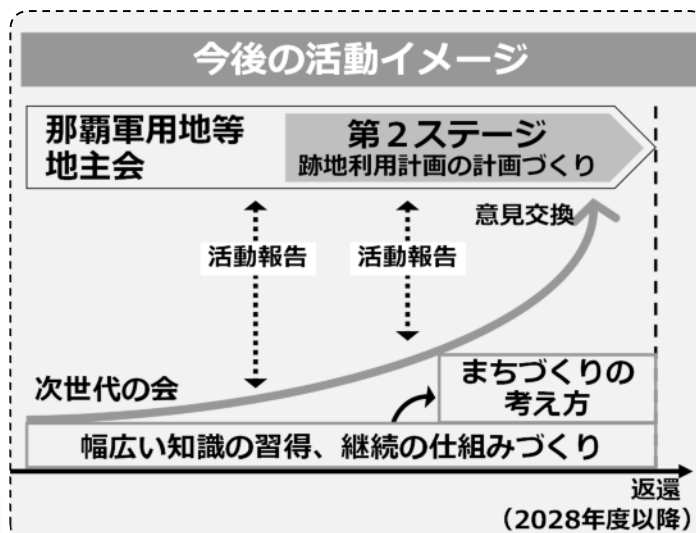 今後の活動イメージ
那覇軍用地等
地主会
第２ステージ
跡地利用計画の計画づくり
意見交換
活動報告
活動報告
次世代の会
まちづくりの
考え方
幅広い知識の習得、継続の仕組みづくり
返還
（2028年度以降）